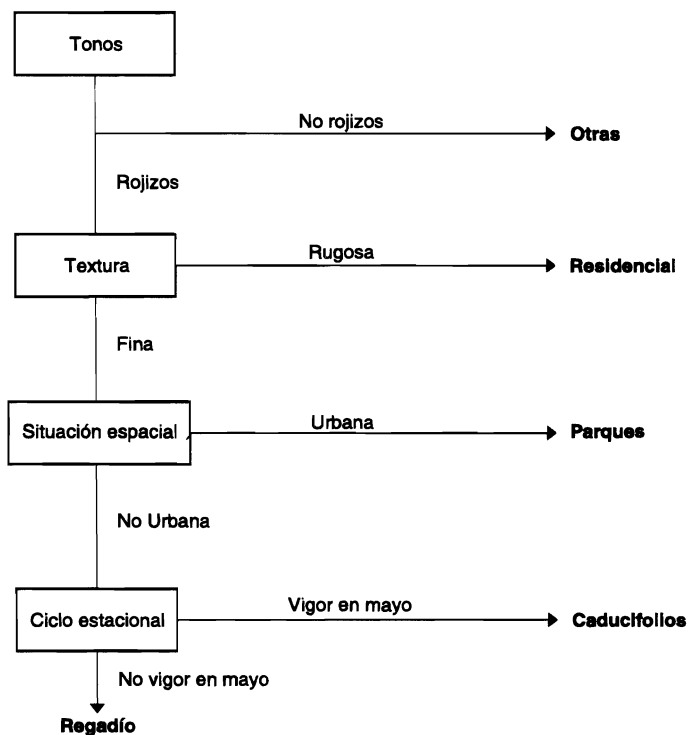 Tonos
No rojizos
Otras
Rojizos
Textura
Rugosa
Residencial
Fina
Situación espacial
Urbana
Parques
No Urbana
Ciclo estacional
Vigor en mayo
Caducifolios
No vigor en mayo
Regadío